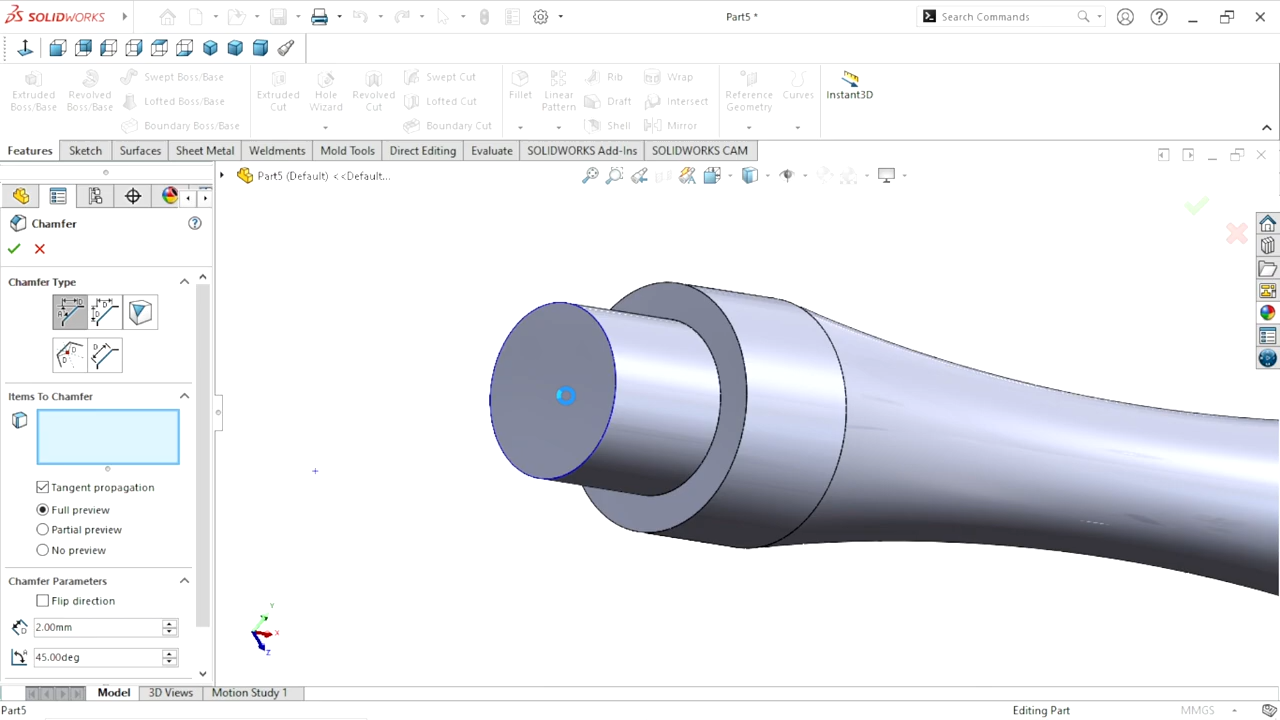 SOLIDWORKS
Part5 *
Search Commands
Extruded Boss/Base
Revolved Boss/Base
Swept Boss/Base
Lofted Boss/Base
Boundary Boss/Base
Extruded Cut
Hole Wizard
Revolved Cut
Swept Cut
Lofted Cut
Boundary Cut
Fillet
Linear Pattern
Rib
Draft
Shell
Wrap
Intersect
Mirror
Reference Geometry
Curves
Instant3D
Features Sketch Surfaces Sheet Metal Weldments Mold Tools Direct Editing Evaluate SOLIDWORKS Add-Ins SOLIDWORKS CAM
Part5 (Default) <<Default...
Chamfer
Chamfer Type
Items To Chamfer
Tangent propagation
Full preview
Partial preview
No preview
Chamfer Parameters
Flip direction
2.00mm
45.00deg
Y
X
Z
Model 3D Views Motion Study 1
Part5 Editing Part MMGS